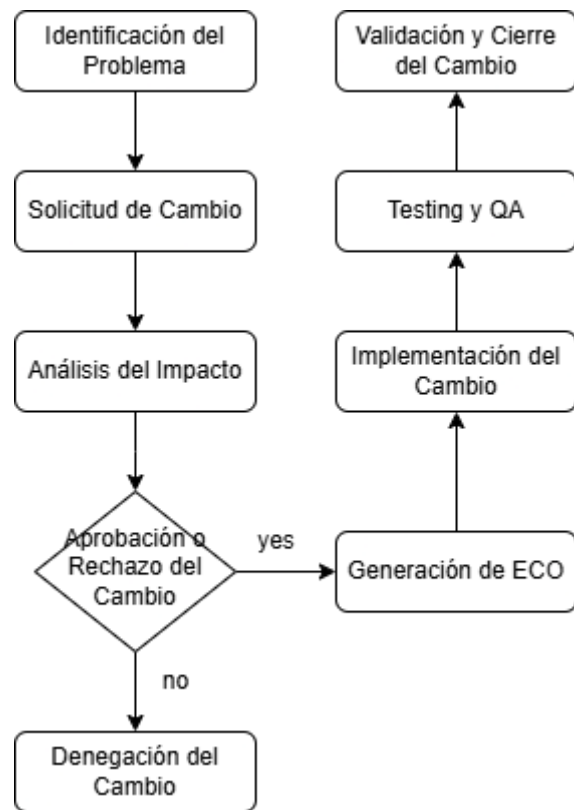 Identificación del
Problema
Solicitud de Cambio
Análisis del Impacto
Aprobación o
Rechazo del
Cambio
yes
no
Denegación del
Cambio
Generación de ECO
Implementación del
Cambio
Testing y QA
Validación y Cierre
del Cambio